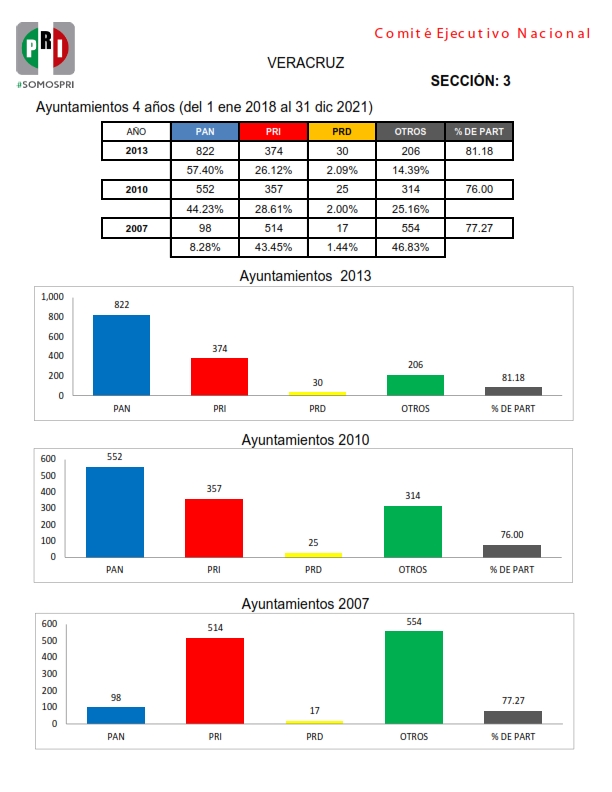 Comité Ejecutivo Nacional
PRI
#SOMOSPRI
VERACRUZ
SECCIÓN: 3
Ayuntamientos 4 años (del 1 ene 2018 al 31 dic 2021)
AÑO PAN PRI PRD OTROS % DE PART
2013 822 374 30 206 81.18
57.40% 26.12% 2.09% 14.39%
2010 552 357 25 314 76.00
44.23% 28.61% 2.00% 25.16%
2007 98 514 17 554 77.27
8.28% 43.45% 1.44% 46.83%
Ayuntamientos 2013
1,000
800
600
400
200
0
822
374
30
206
81.18
PAN PRI PRD OTROS % DE PART
Ayuntamientos 2010
600
500
400
300
200
100
0
552
357
25
314
76.00
PAN PRI PRD OTROS % DE PART
Ayuntamientos 2007
600
500
400
300
200
100
0
98
514
17
554
77.27
PAN PRI PRD OTROS % DE PART